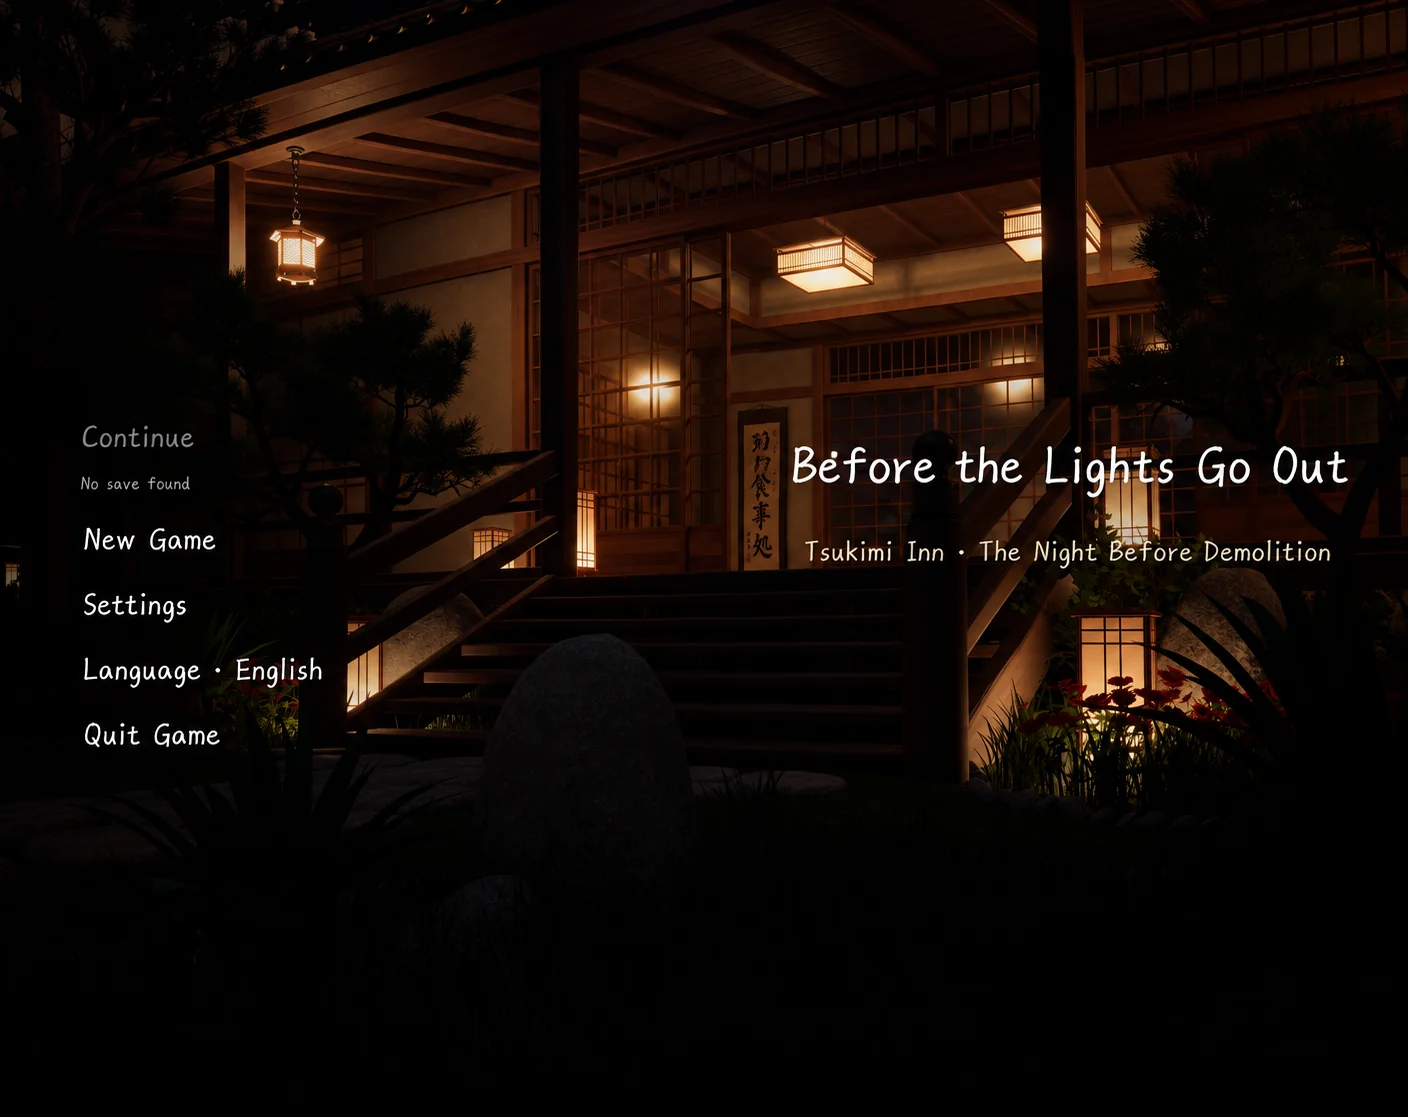 Continue
No save found
New Game
Settings
Language • English
Quit Game
Before the Lights Go Out
Tsukimi Inn • The Night Before Demolition
食事処